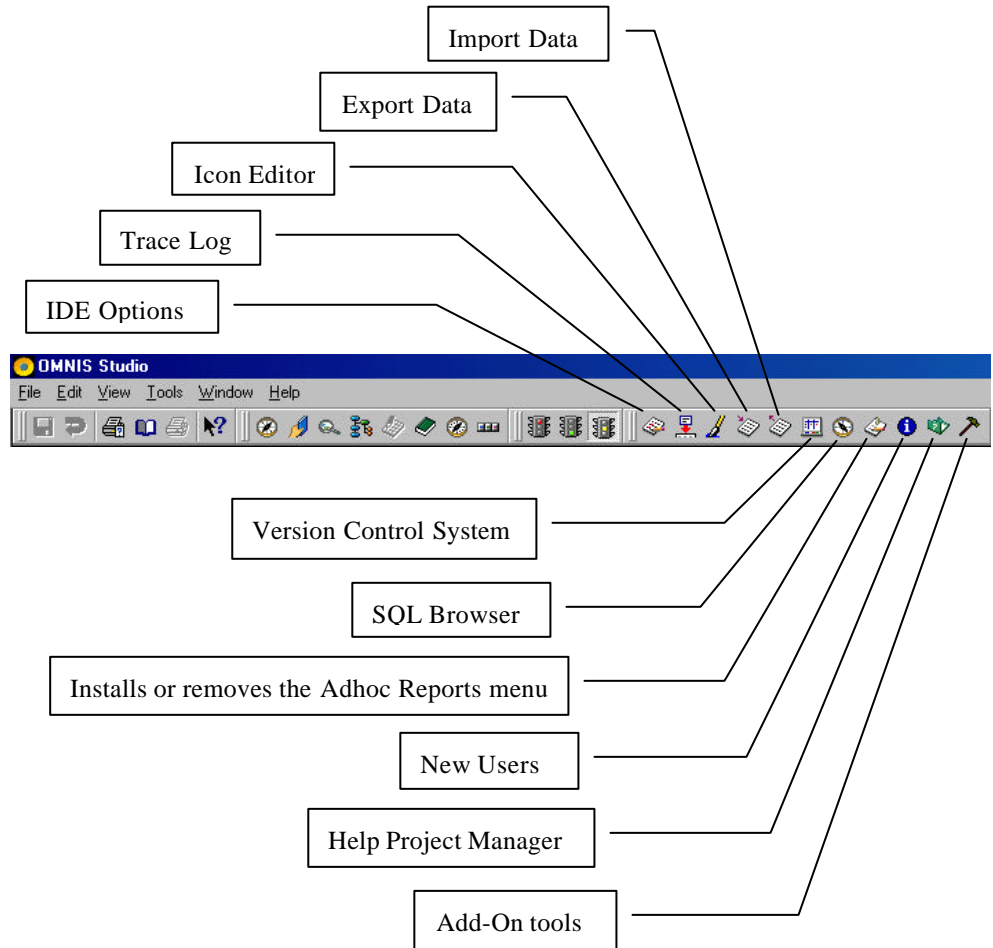 Import Data
Export Data
Icon Editor
Trace Log
IDE Options
OMNIS Studio
File Edit View Tools Window Help
Version Control System
SQL Browser
Installs or removes the Adhoc Reports menu
New Users
Help Project Manager
Add-On tools